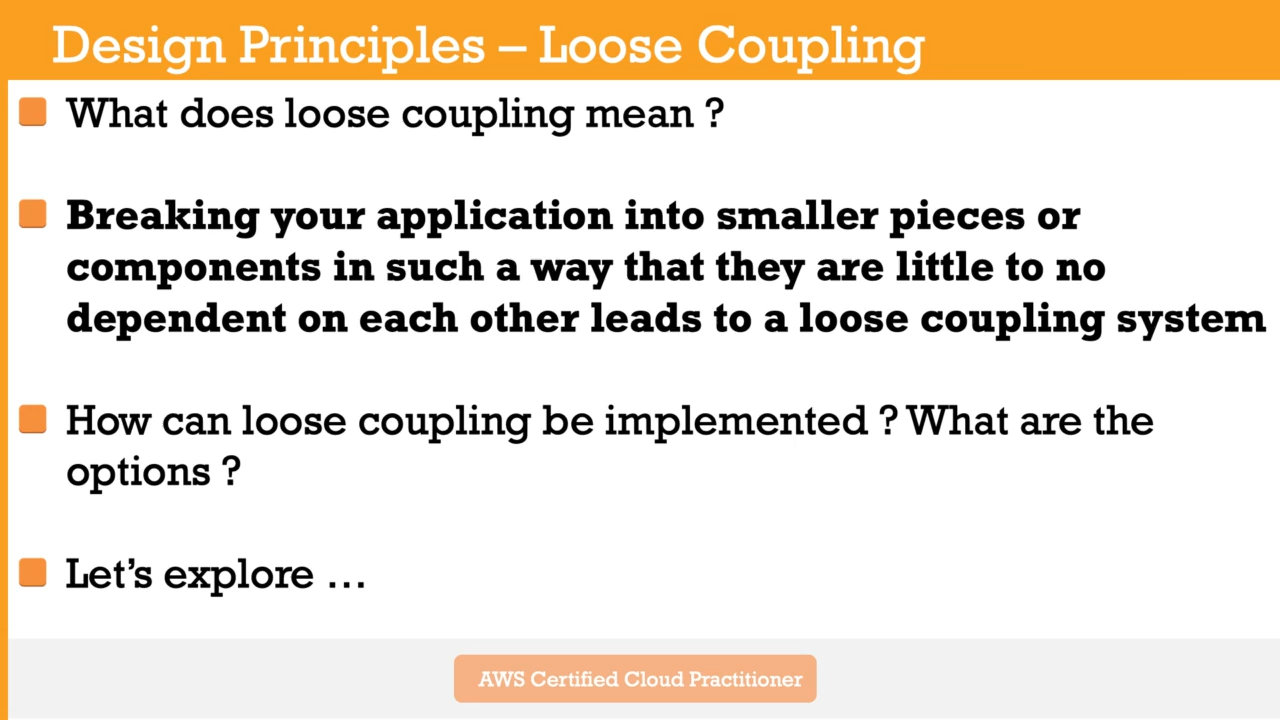 Design Principles – Loose Coupling
What does loose coupling mean ?
Breaking your application into smaller pieces or
components in such a way that they are little to no
dependent on each other leads to a loose coupling system
How can loose coupling be implemented ? What are the
options ?
Let’s explore …
AWS Certified Cloud Practitioner